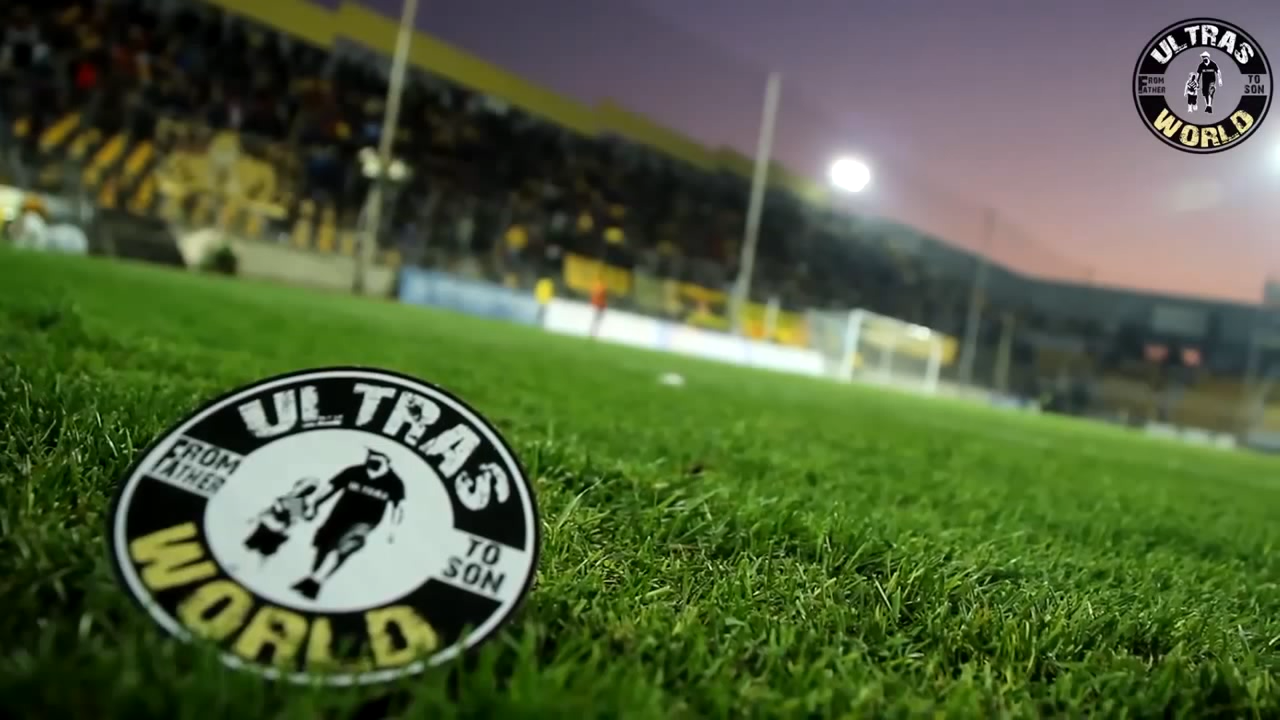 ULTRAS
FROM
FATHER
TO
SON
WORLD
ULTRAS
FROM
FATHER
TO
SON
WORLD